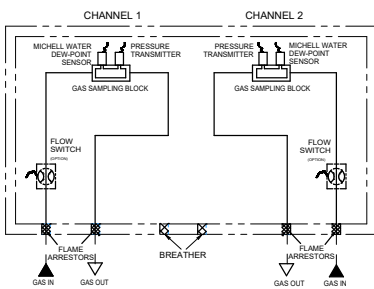 CHANNEL 1
CHANNEL 2
MICHELL WATER
DEW-POINT
SENSOR
PRESSURE
TRANSMITTER
PRESSURE
TRANSMITTER
MICHELL WATER
DEW-POINT
SENSOR
GAS SAMPLING BLOCK
GAS SAMPLING BLOCK
FLOW
SWITCH
(OPTION)
FLOW
SWITCH
(OPTION)
FLAME
ARRESTORS
BREATHER
FLAME
ARRESTORS
GAS IN
GAS OUT
GAS OUT
GAS IN